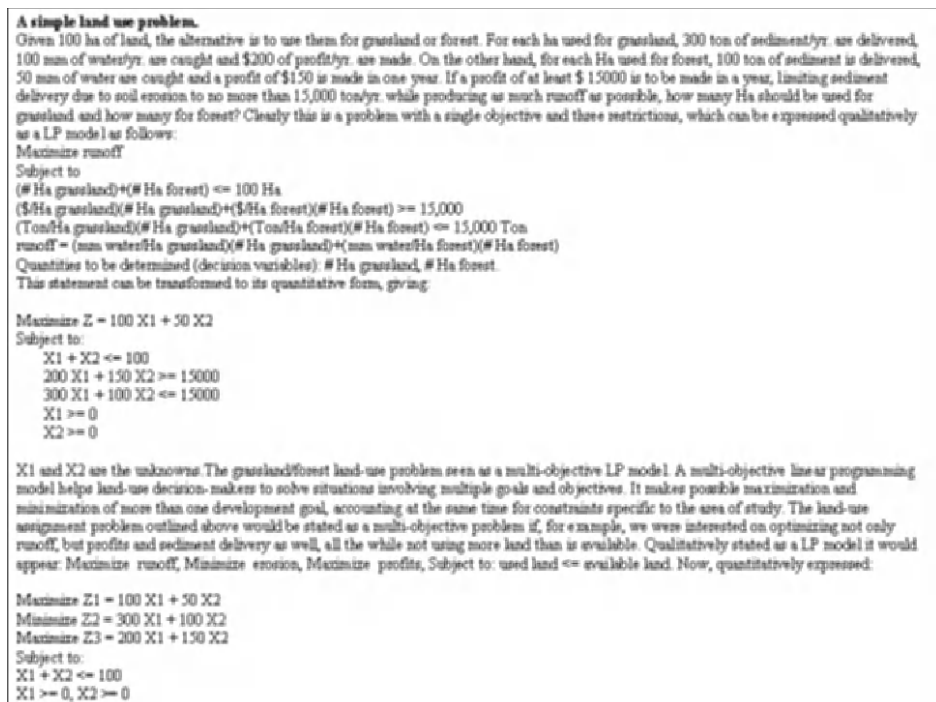 A simple land use problem.
Given 100 ha of land, the alternative is to use them for grassland or forest. For each ha used for grassland, 300 ton of sediment/yr. are delivered,
100 mm of water/yr. are caught and $200 of profit/yr. are made. On the other hand, for each Ha used for forest, 100 ton of sediment is delivered,
50 mm of water are caught and a profit of $150 is made in one year. If a profit of at least $ 15000 is to be made in a year, limiting sediment
delivery due to soil erosion to no more than 15,000 ton/yr. while producing as much runoff as possible, how many Ha should be used for
grassland and how many for forest? Clearly this is a problem with a single objective and three restrictions, which can be expressed qualitatively
as a LP model as follows:
Maximize runoff
Subject to
(# Ha grassland)+(# Ha forest) <= 100 Ha
($/Ha grassland)(# Ha grassland)+($/Ha forest)(# Ha forest) >= 15,000
(Ton/Ha grassland)(# Ha grassland)+(Ton/Ha forest)(# Ha forest) <= 15,000 Ton
runoff = (mm water/Ha grassland)(# Ha grassland)+(mm water/Ha forest)(# Ha forest)
Quantities to be determined (decision variables): # Ha grassland, # Ha forest.
This statement can be transformed to its quantitative form, giving:
Maximize Z = 100 X1 + 50 X2
Subject to:
X1 + X2 <= 100
200 X1 + 150 X2 >= 15000
300 X1 + 100 X2 <= 15000
X1 >= 0
X2 >= 0
X1 and X2 are the unknowns. The grassland/forest land-use problem seen as a multi-objective LP model. A multi-objective linear programming
model helps land-use decision-makers to solve situations involving multiple goals and objectives. It makes possible maximization and
minimization of more than one development goal, accounting at the same time for constraints specific to the area of study. The land-use
assignment problem outlined above would be stated as a multi-objective problem if, for example, we were interested on optimizing not only
runoff, but profits and sediment delivery as well, all the while not using more land than is available. Qualitatively stated as a LP model it would
appear: Maximize runoff, Minimize erosion, Maximize profits, Subject to: used land <= available land. Now, quantitatively expressed:
Maximize Z1 = 100 X1 + 50 X2
Minimize Z2 = 300 X1 + 100 X2
Maximize Z3 = 200 X1 + 150 X2
Subject to:
X1 + X2 <= 100
X1 >= 0, X2 >= 0